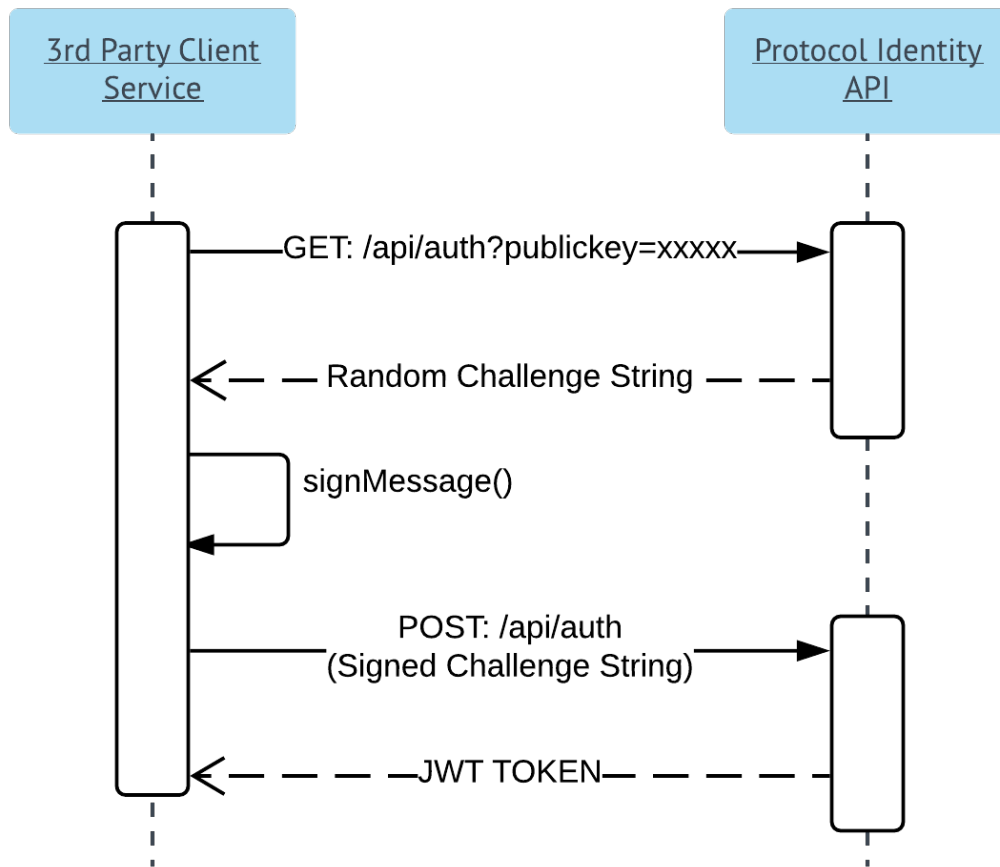 3rd Party Client
Service
Protocol Identity
API
GET: /api/auth?publickey=xxxxx
Random Challenge String
signMessage()
POST: /api/auth
(Signed Challenge String)
JWT TOKEN